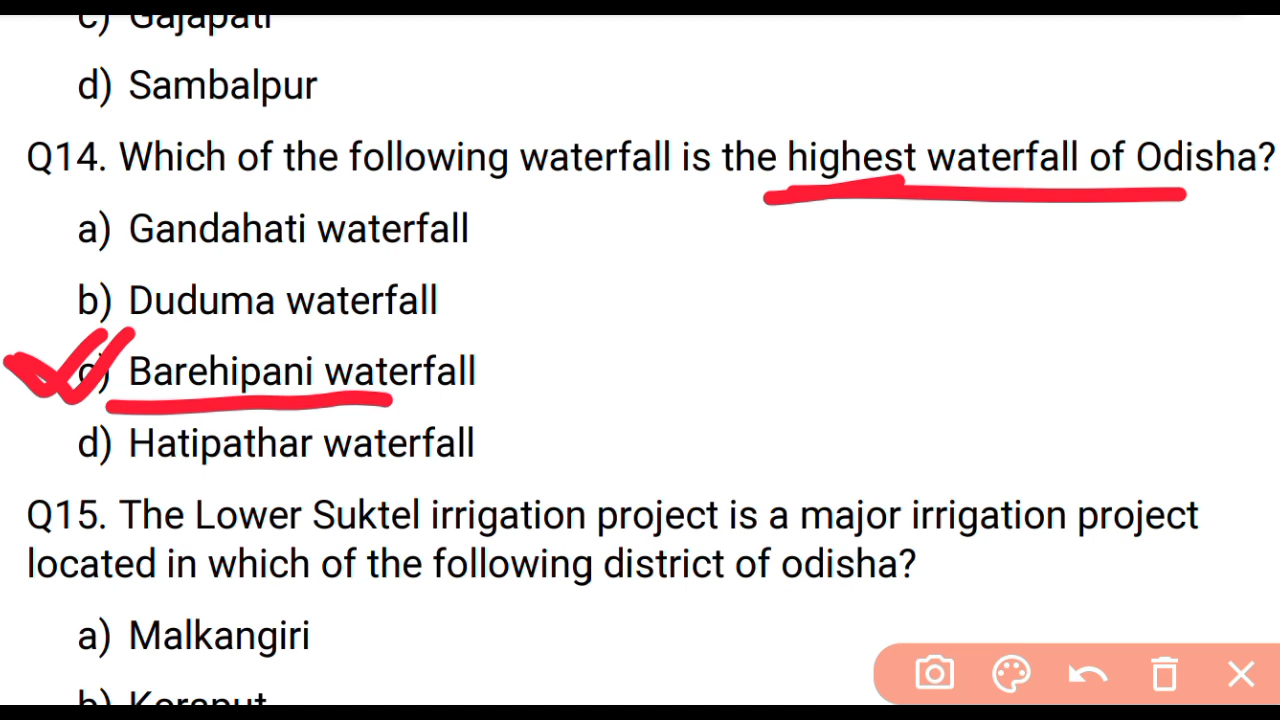 c) Gajapati
d) Sambalpur
Q14. Which of the following waterfall is the highest waterfall of Odisha?
a) Gandahati waterfall
b) Duduma waterfall
c) Barehipani waterfall
d) Hatipathar waterfall
Q15. The Lower Suktel irrigation project is a major irrigation project
located in which of the following district of odisha?
a) Malkangiri
b) Koraput